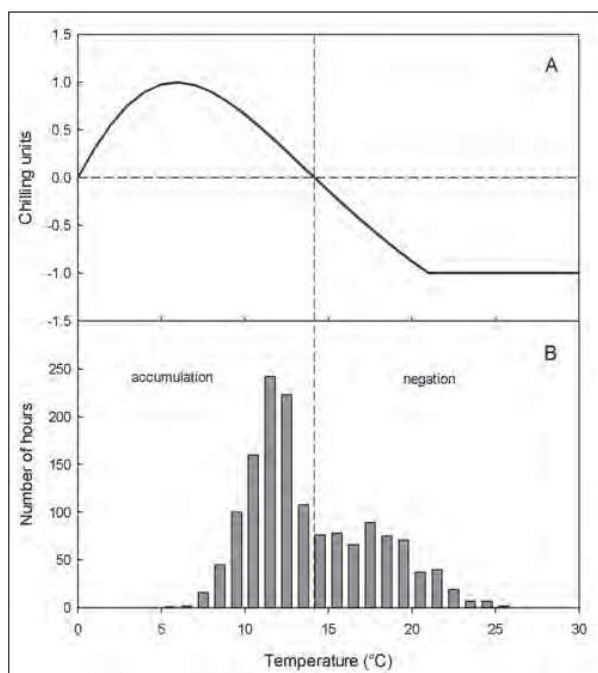 A
Chilling units
1.5
1.0
0.5
0.0
-0.5
-1.0
-1.5
B
accumulation
negation
Number of hours
250
200
150
100
50
0
0 5 10 15 20 25 30
Temperature (°C)